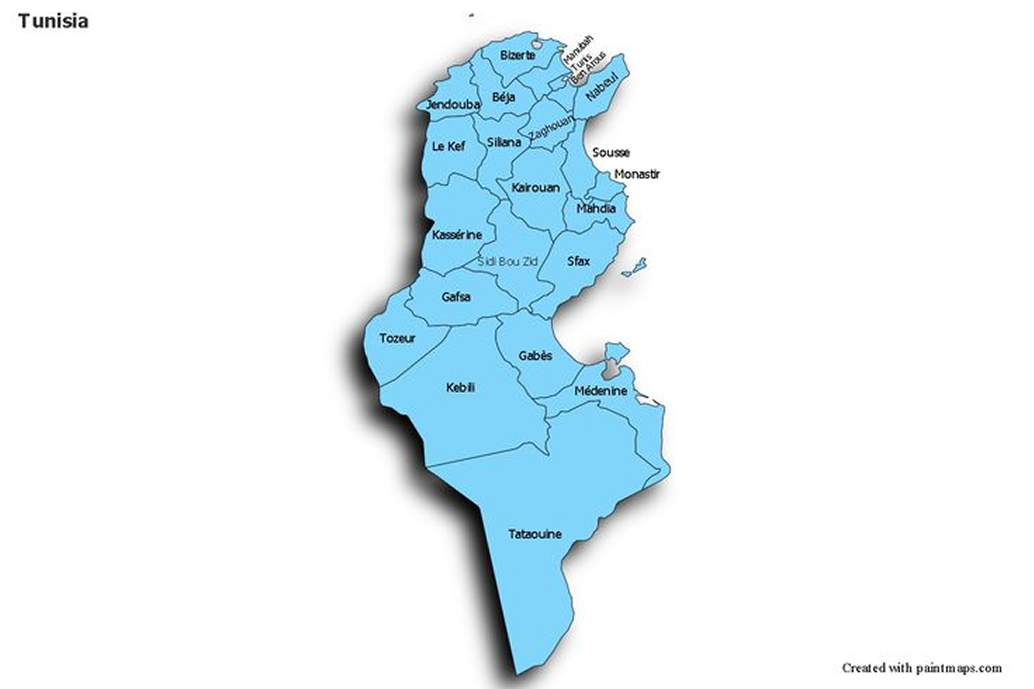 Tunisia
Bizerte
Manubah
Tunis
Ben Arous
Nabeul
Béja
Jendouba
Zaghouan
Siliana
Le Kef
Sousse
Monastir
Kairouan
Mahdia
Kassérine
Sidi Bou Zid
Sfax
Gafsa
Tozeur
Gabès
Kebili
Médenine
Tataouine
Created with paintmaps.com